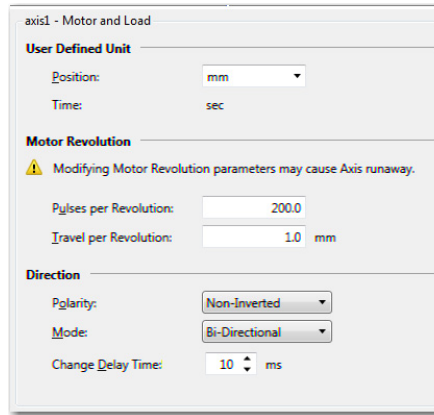 axis1 - Motor and Load
User Defined Unit
Position: mm
Time: sec
Motor Revolution
Modifying Motor Revolution parameters may cause Axis runaway.
Pulses per Revolution: 200.0
Travel per Revolution: 1.0 mm
Direction
Polarity: Non-Inverted
Mode: Bi-Directional
Change Delay Time: 10 ms